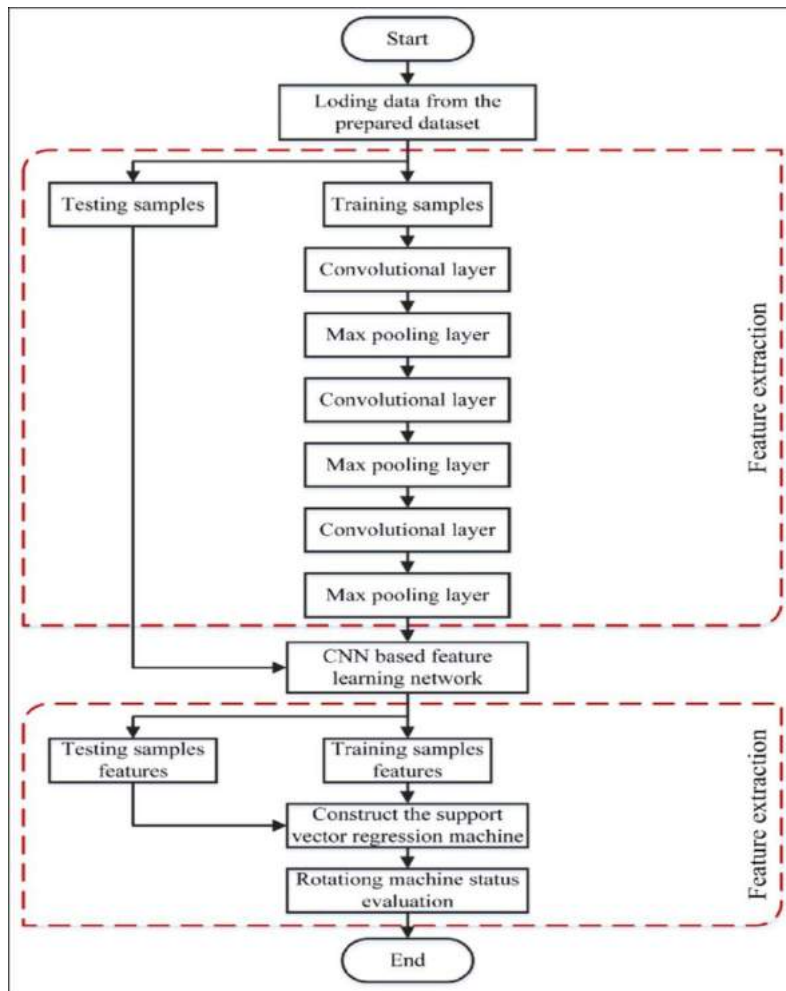 Start
Loding data from the
prepared dataset
Testing samples
Training samples
Convolutional layer
Max pooling layer
Convolutional layer
Max pooling layer
Convolutional layer
Max pooling layer
Feature extraction
CNN based feature
learning network
Testing samples
features
Training samples
features
Construct the support
vector regression machine
Rotationg machine status
evaluation
Feature extraction
End